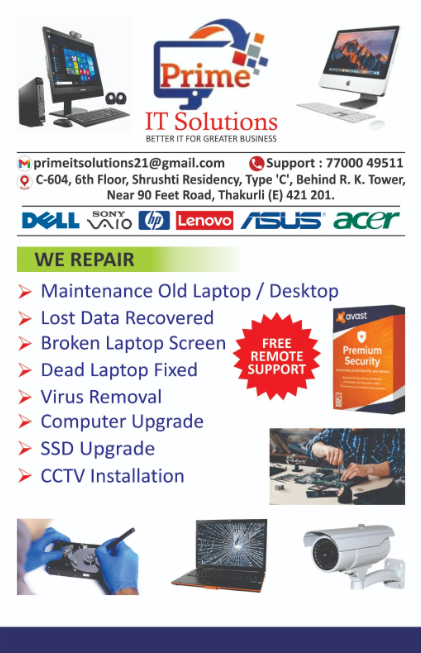 Prime
IT Solutions
BETTER IT FOR GREATER BUSINESS
primeitsolutions21@gmail.com
Support : 77000 49511
C-604, 6th Floor, Shrushti Residency, Type 'C', Behind R. K. Tower,
Near 90 Feet Road, Thakurli (E) 421 201.
DELL SONY VAIO hp Lenovo ASUS acer
WE REPAIR
Maintenance Old Laptop / Desktop
Lost Data Recovered
Broken Laptop Screen
Dead Laptop Fixed
Virus Removal
Computer Upgrade
SSD Upgrade
CCTV Installation
FREE
REMOTE
SUPPORT
avast
Premium
Security